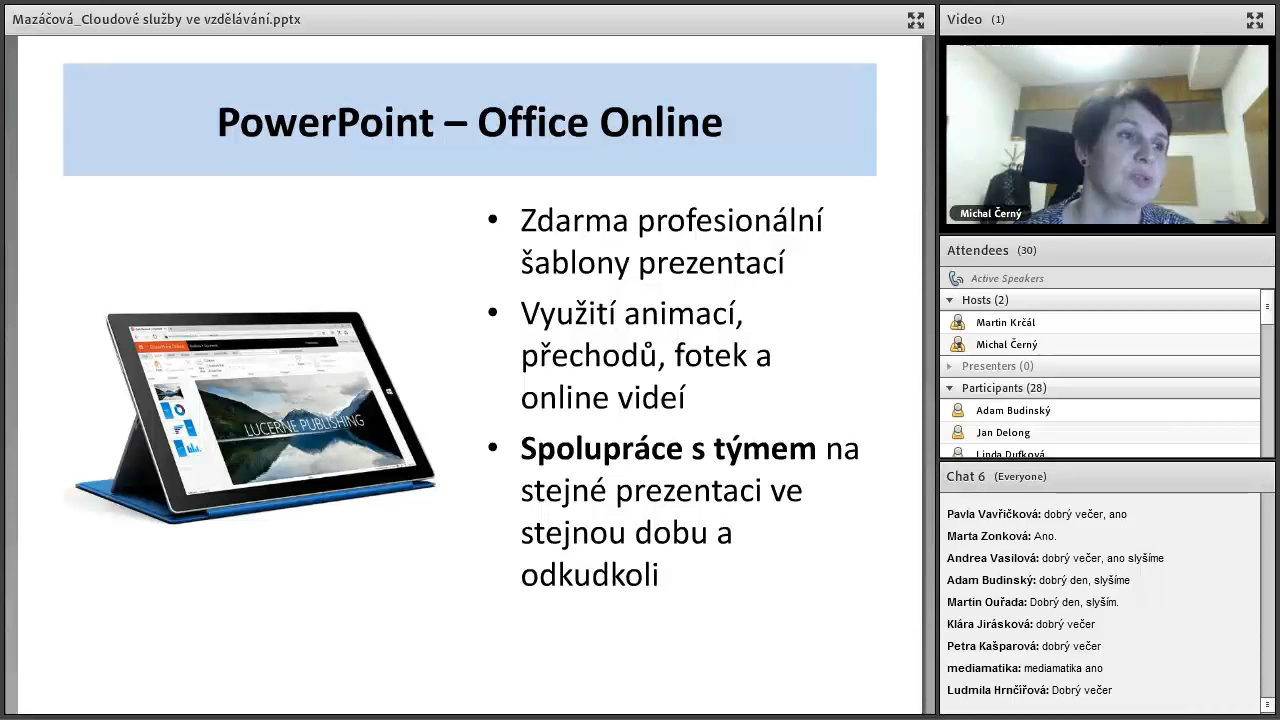 Mazáčová_Cloudové služby ve vzdělávání.pptx
PowerPoint – Office Online
• Zdarma profesionální
šablony prezentací
• Využití animací,
přechodů, fotek a
online videí
• Spolupráce s týmem na
stejné prezentaci ve
stejnou dobu a
odkudkoli
LUCERNE PUBLISHING
Video (1)
Michal Černý
Attendees (30)
Active Speakers
Hosts (2)
Martin Krčál
Michal Černý
Presenters (0)
Participants (28)
Adam Budinský
Jan Delong
Linda Dufková
Chat 6 (Everyone)
Pavla Vavřičková: dobrý večer, ano
Marta Zonková: Ano.
Andrea Vasilová: dobrý večer, ano slyšíme
Adam Budinský: dobrý den, slyšíme
Martin Ouřada: Dobrý den, slyším.
Klára Jirásková: dobrý večer
Petra Kašparová: dobrý večer
mediamatika: mediamatika ano
Ludmila Hrnčířová: Dobrý večer